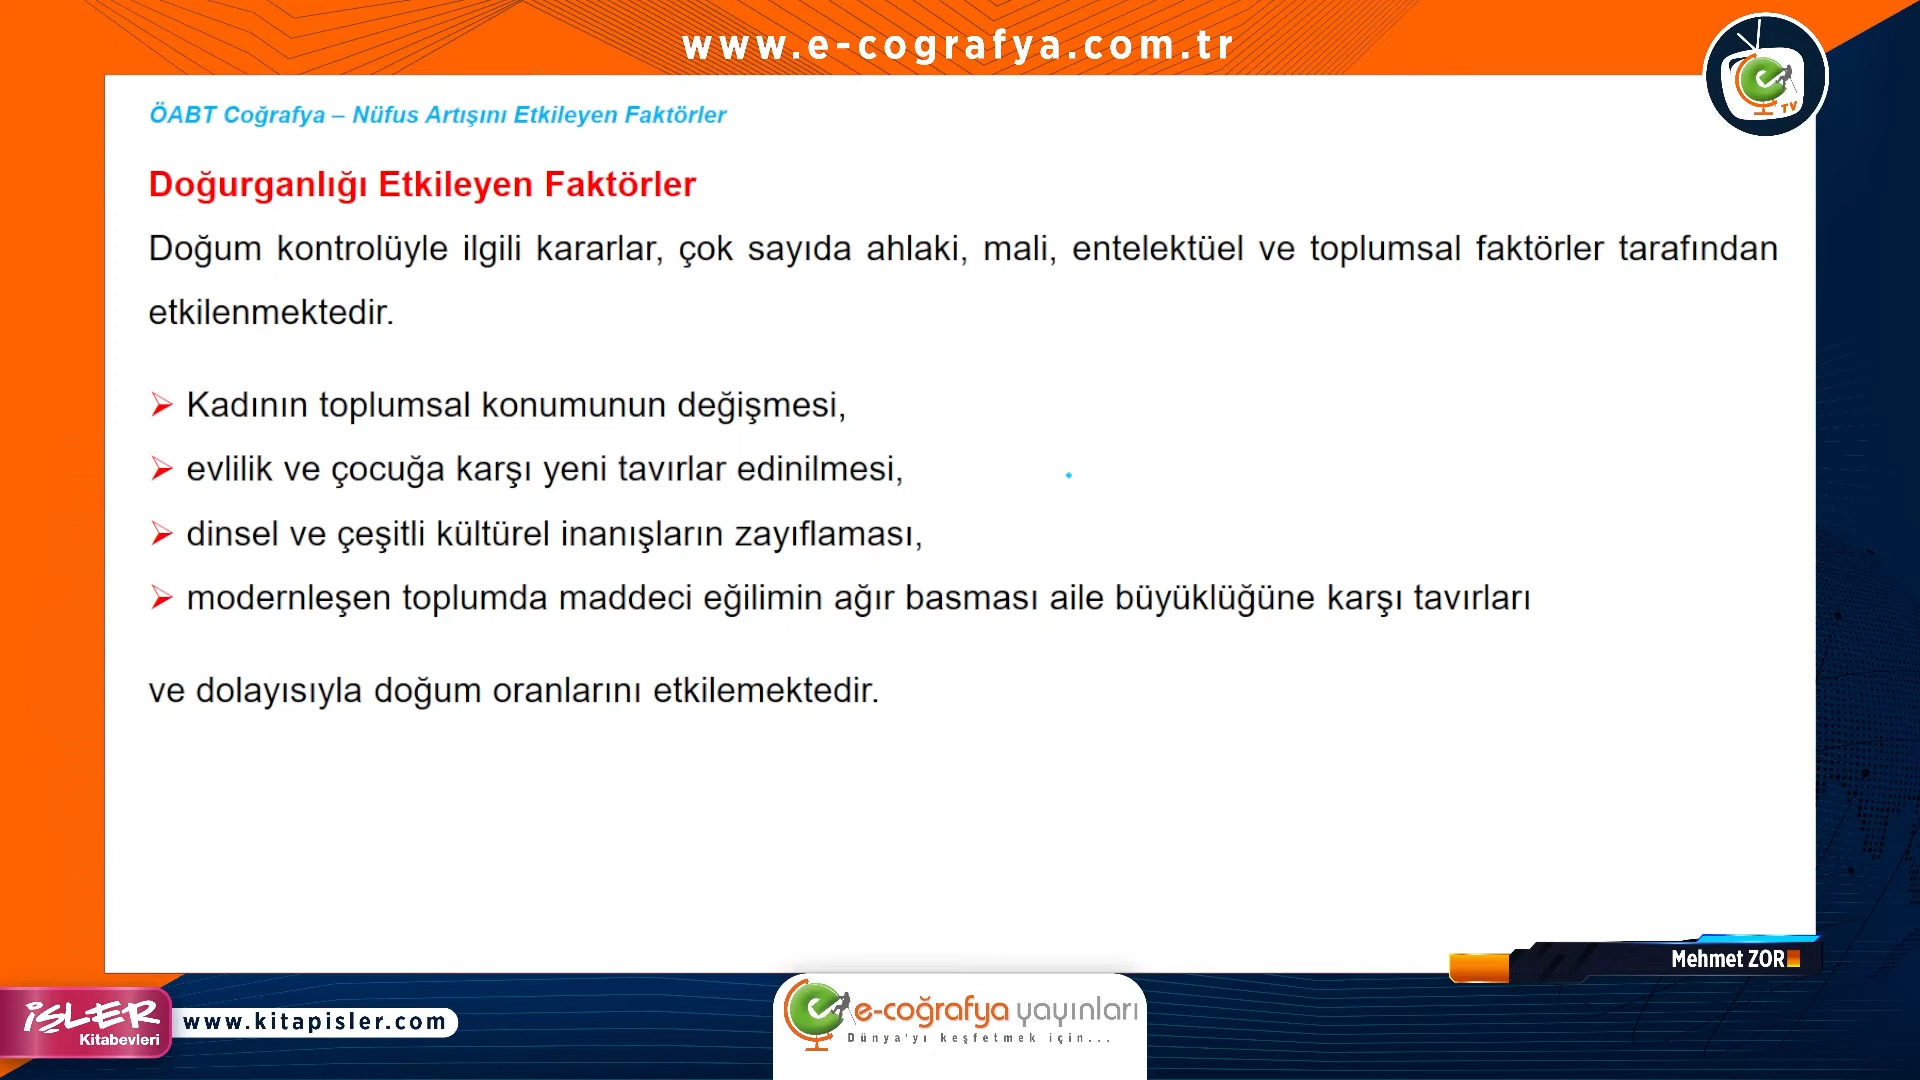 www.e-cografya.com.tr
TV
ÖABT Coğrafya – Nüfus Artışını Etkileyen Faktörler
Doğurganlığı Etkileyen Faktörler
Doğum kontrolüyle ilgili kararlar, çok sayıda ahlaki, mali, entelektüel ve toplumsal faktörler tarafından
etkilenmektedir.
➢ Kadının toplumsal konumunun değişmesi,
➢ evlilik ve çocuğa karşı yeni tavırlar edinilmesi,
➢ dinsel ve çeşitli kültürel inanışların zayıflaması,
➢ modernleşen toplumda maddeci eğilimin ağır basması aile büyüklüğüne karşı tavırları
ve dolayısıyla doğum oranlarını etkilemektedir.
Mehmet ZOR
İŞLER
Kitabevleri
www.kitapisler.com
e-coğrafya yayınları
Dünya'yı keşfetmek için...